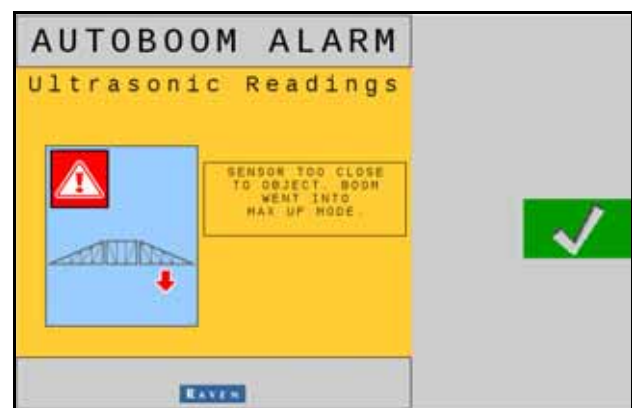 AUTOBOOM ALARM
Ultrasonic Readings
SENSOR TOO CLOSE
TO OBJECT. BOOM
WENT INTO
MAX UP MODE.
RAVEN